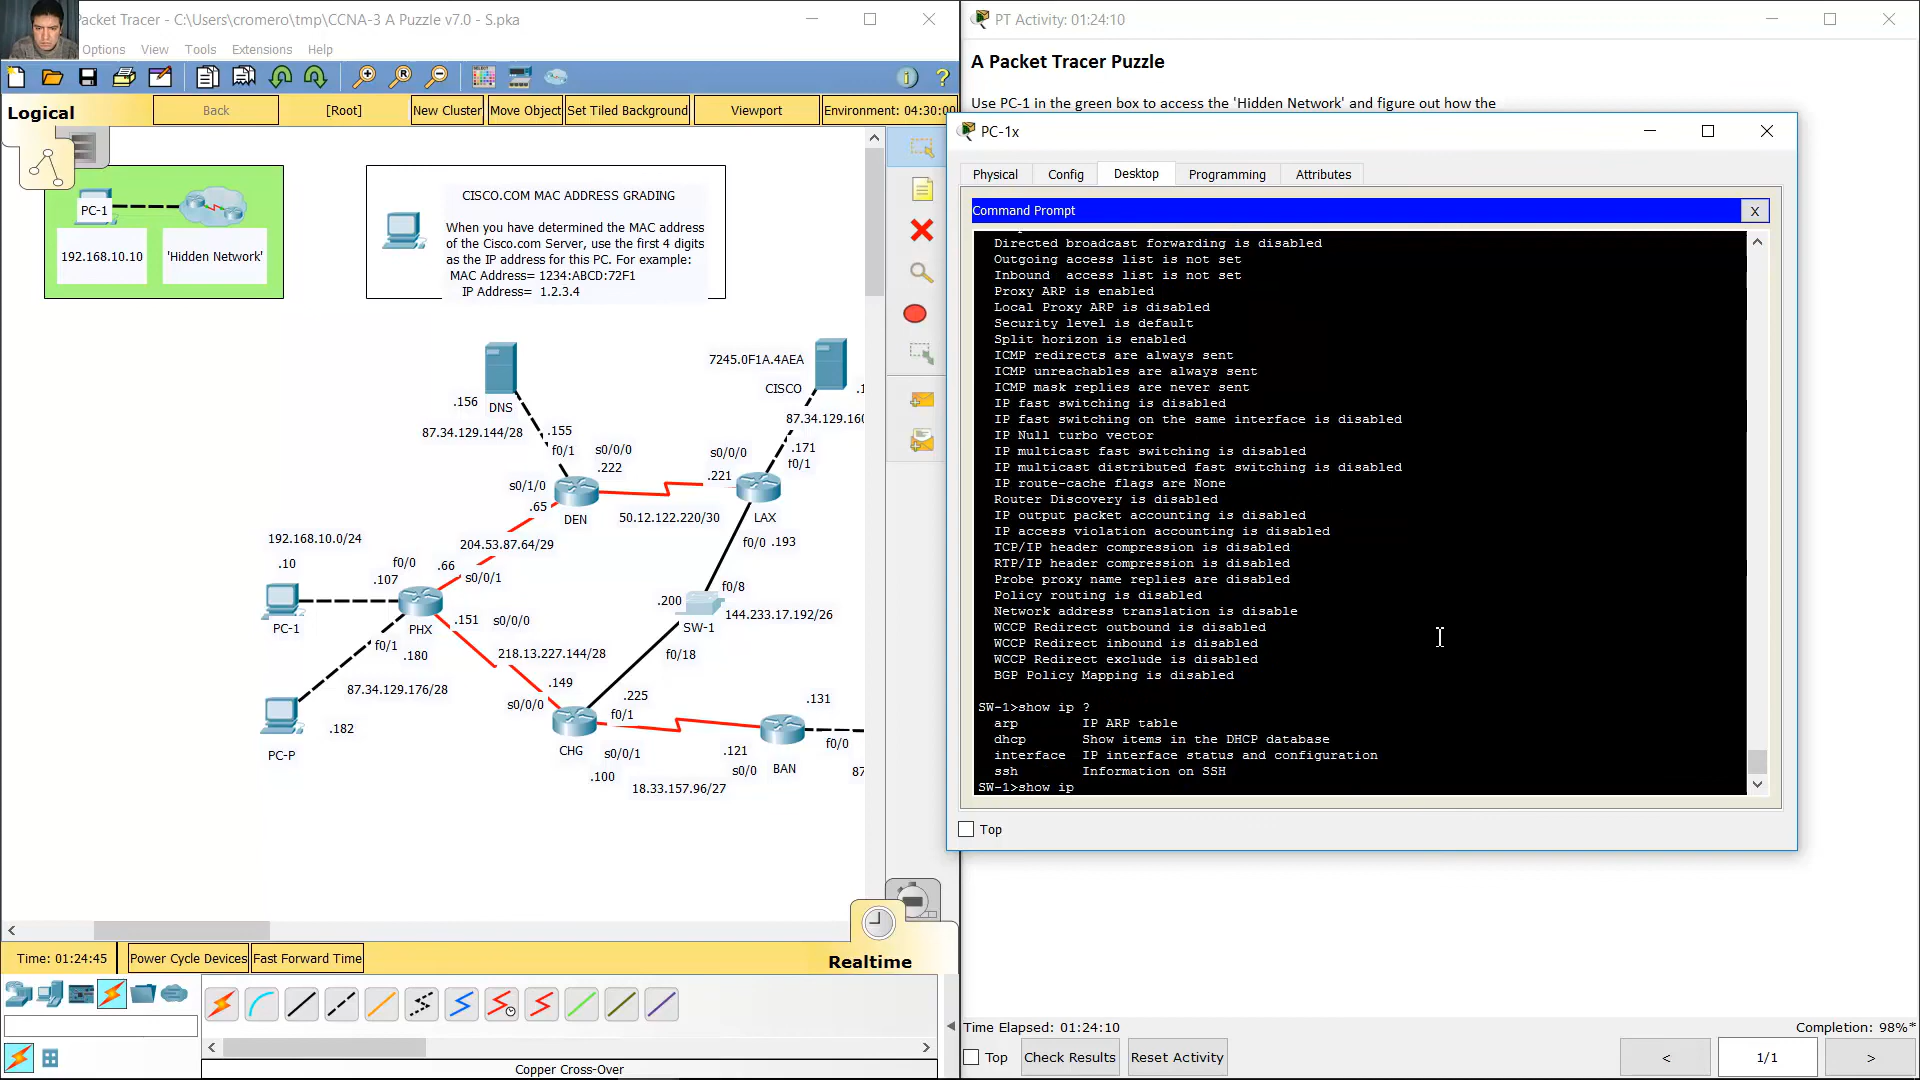 Packet Tracer - C:\Users\cromero\tmp\CCNA-3 A Puzzle v7.0 - S.pka
Options View Tools Extensions Help
Logical
Back
[Root]
New Cluster
Move Object
Set Tiled Background
Viewport
Environment: 04:30:00
PC-1
192.168.10.10
'Hidden Network'
CISCO.COM MAC ADDRESS GRADING
When you have determined the MAC address
of the Cisco.com Server, use the first 4 digits
as the IP address for this PC. For example:
MAC Address= 1234:ABCD:72F1
IP Address= 1.2.3.4
7245.0F1A.4AEA
CISCO
.156
DNS
87.34.129.144/28
.155
f0/1
87.34.129.160
.171
f0/1
s0/0/0
.222
s0/0/0
.221
s0/1/0
.65
DEN
50.12.122.220/30
LAX
192.168.10.0/24
.10
204.53.87.64/29
f0/0 .193
f0/0
.107
.66
s0/0/1
f0/8
.200
144.233.17.192/26
PC-1
PHX
.151
s0/0/0
SW-1
f0/1
.180
218.13.227.144/28
f0/18
87.34.129.176/28
.149
.225
.131
s0/0/0
f0/1
.182
PC-P
CHG
s0/0/1
.121
f0/0
.100
s0/0
BAN
87
18.33.157.96/27
Time: 01:24:45
Power Cycle Devices
Fast Forward Time
Realtime
Copper Cross-Over
PT Activity: 01:24:10
A Packet Tracer Puzzle
Use PC-1 in the green box to access the 'Hidden Network' and figure out how the
PC-1x
Physical
Config
Desktop
Programming
Attributes
Command Prompt
X
Directed broadcast forwarding is disabled
Outgoing access list is not set
Inbound  access list is not set
Proxy ARP is enabled
Local Proxy ARP is disabled
Security level is default
Split horizon is enabled
ICMP redirects are always sent
ICMP unreachables are always sent
ICMP mask replies are never sent
IP fast switching is disabled
IP fast switching on the same interface is disabled
IP Null turbo vector
IP multicast fast switching is disabled
IP multicast distributed fast switching is disabled
IP route-cache flags are None
Router Discovery is disabled
IP output packet accounting is disabled
IP access violation accounting is disabled
TCP/IP header compression is disabled
RTP/IP header compression is disabled
Probe proxy name replies are disabled
Policy routing is disabled
Network address translation is disable
WCCP Redirect outbound is disabled
WCCP Redirect inbound is disabled
WCCP Redirect exclude is disabled
BGP Policy Mapping is disabled
SW-1>show ip ?
arp        IP ARP table
dhcp       Show items in the DHCP database
interface  IP interface status and configuration
ssh        Information on SSH
SW-1>show ip
Top
Time Elapsed: 01:24:10
Completion: 98%*
Top
Check Results
Reset Activity
<
1/1
>